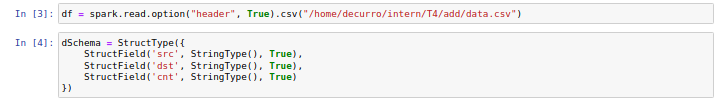 In [3]: df = spark.read.option("header", True).csv("/home/decurro/intern/T4/add/data.csv")
In [4]: dSchema = StructType({
    StructField('src', StringType(), True),
    StructField('dst', StringType(), True),
    StructField('cnt', StringType(), True)
})